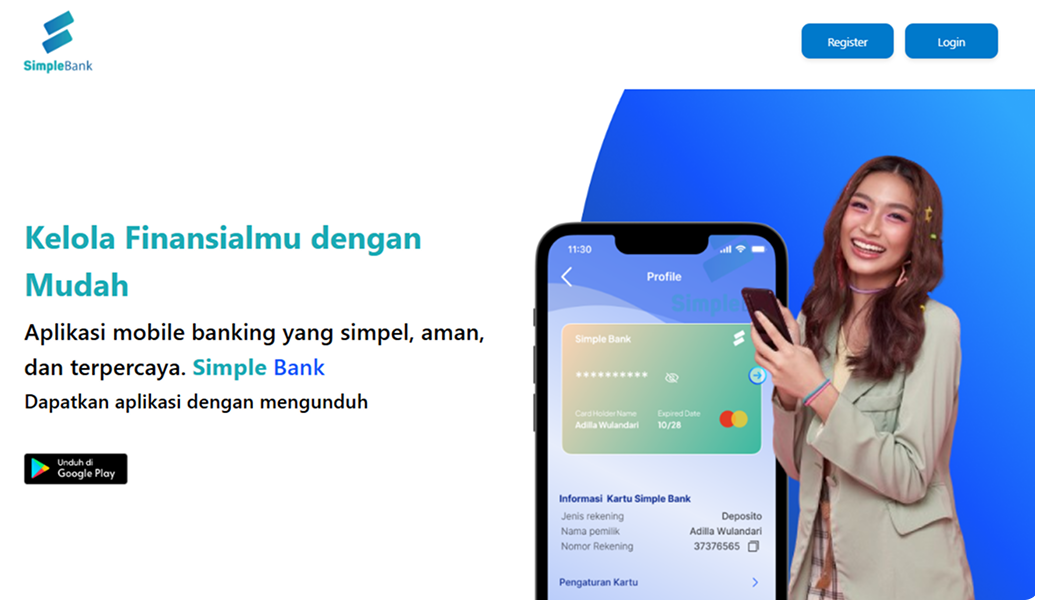 SimpleBank
Register
Login
Kelola Finansialmu dengan
Mudah
Aplikasi mobile banking yang simpel, aman,
dan terpercaya. Simple Bank
Dapatkan aplikasi dengan mengunduh
Unduh di
Google Play
11:30
Profile
Simple Bank
**********
Card Holder Name
Expired Date
Adilla Wulandari
10/28
Informasi Kartu Simple Bank
Jenis rekening
Deposito
Nama pemilik
Adilla Wulandari
Nomor Rekening
37376565
Pengaturan Kartu